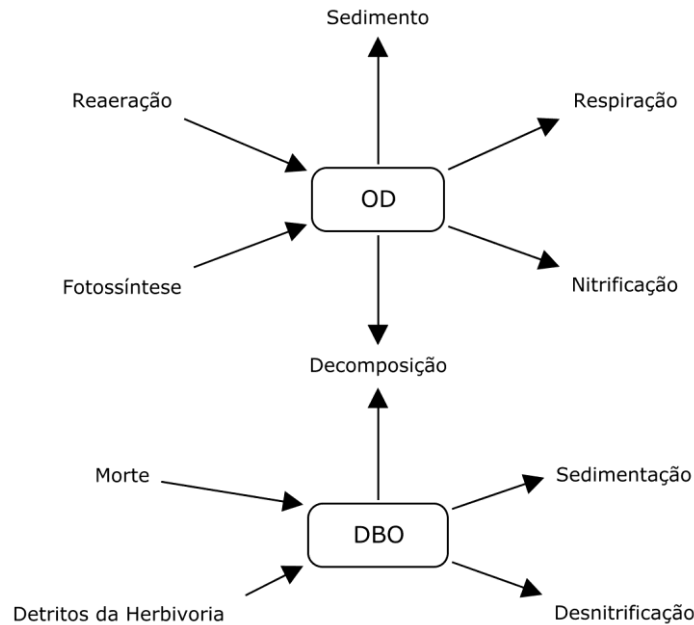 Sedimento
Reaeração
Respiração
OD
Fotossíntese
Nitrificação
Decomposição
Morte
Sedimentação
DBO
Detritos da Herbivoria
Desnitrificação